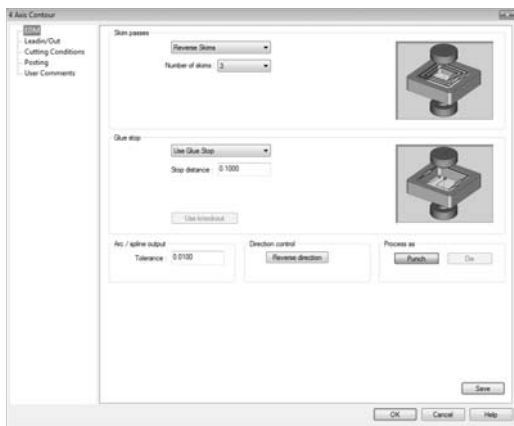 4 Axis Contour
EDM
Leadin/Out
Cutting Conditions
Posting
User Comments
Skim passes
Reverse Skims
Number of skims 3
Glue stop
Use Glue Stop
Stop distance 0.1000
Use knockout
Arc / spline output
Tolerance 0.0100
Direction control
Reverse direction
Process as
Punch Die
Save
OK Cancel Help